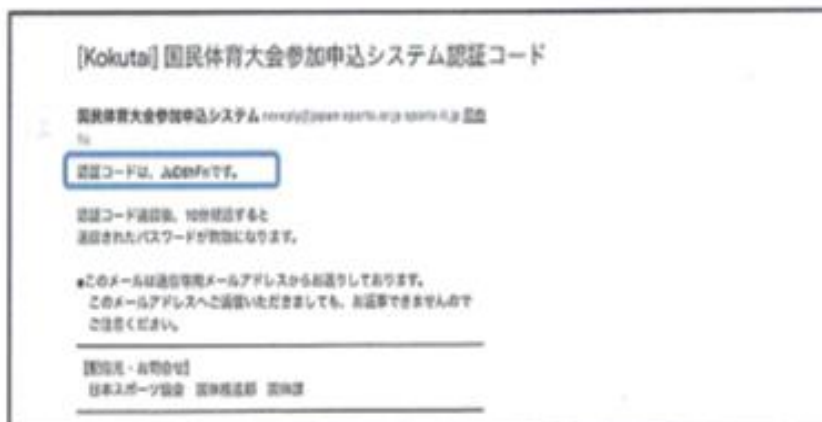 [Kokutai] 国民体育大会参加申込システム認証コード
国民体育大会参加申込システム
認証コードは、です。
認証コード送信後、10分経過すると
送信されたパスワードが無効になります。
●このメールは送信専用メールアドレスからお送りしております。
このメールアドレスへご返信いただきましても、お返事できませんので
ご注意ください。
【配信元・お問合せ】
日本スポーツ協会 国体推進部 国体課